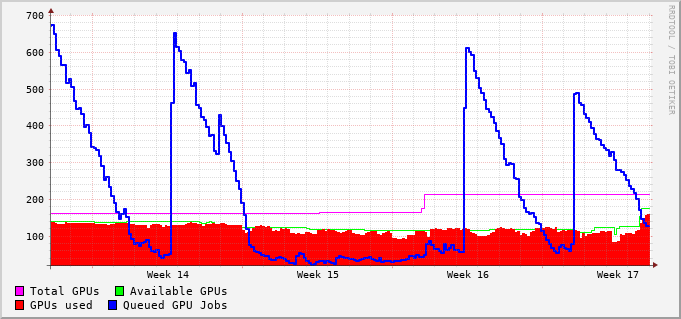 700
600
500
400
300
200
100
Week 14 Week 15 Week 16 Week 17
Total GPUs Available GPUs
GPUs used Queued GPU Jobs
RRDTOOL / TOBI OETIKER